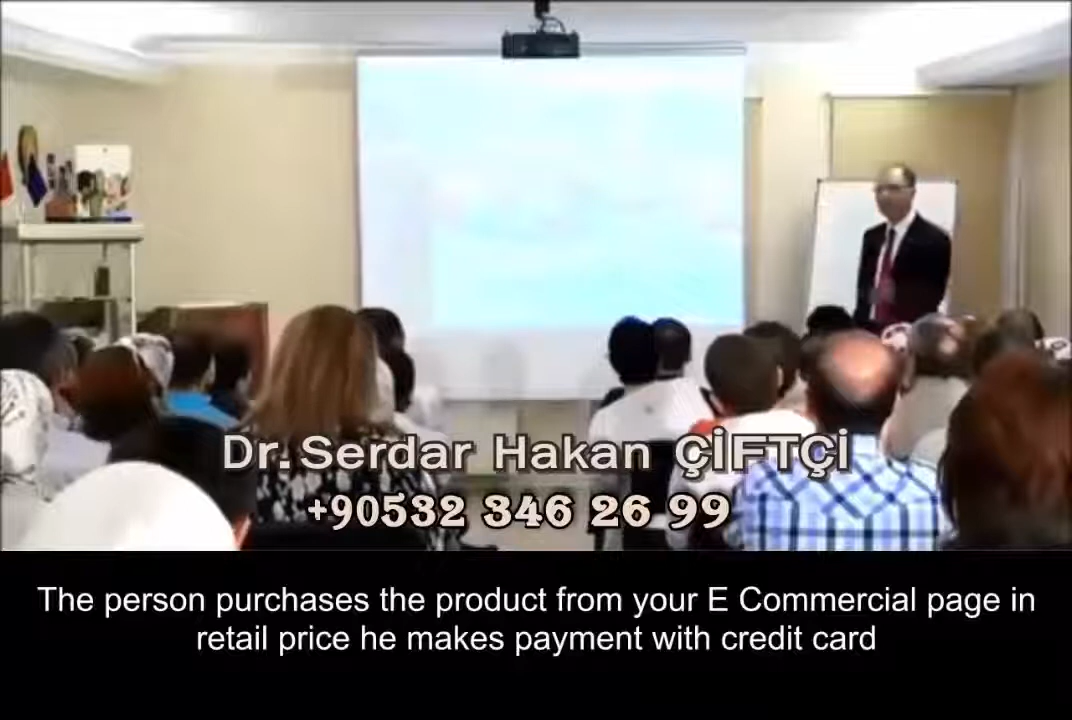 Dr. Serdar Hakan ÇİFTÇİ
+90532 346 26 99
The person purchases the product from your E Commercial page in
retail price he makes payment with credit card